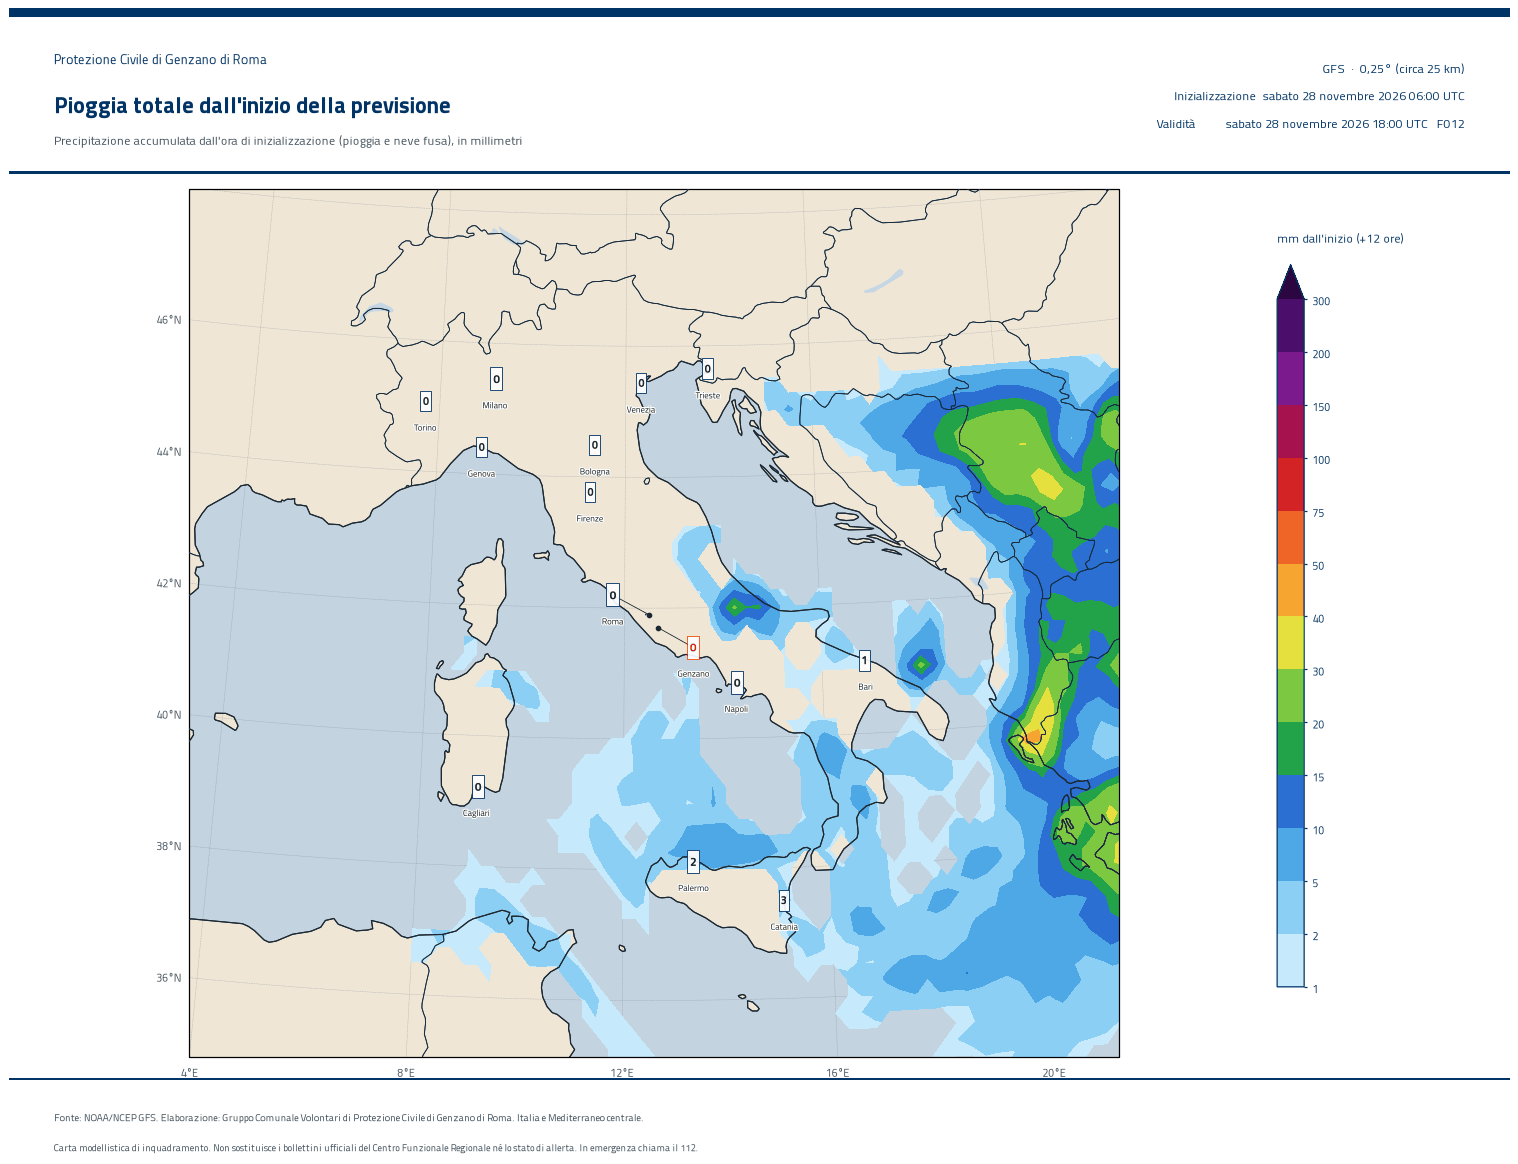 Protezione Civile di Genzano di Roma
Pioggia totale dall'inizio della previsione
Precipitazione accumulata dall'ora di inizializzazione (pioggia e neve fusa), in millimetri
GFS · 0,25° (circa 25 km)
Inizializzazione sabato 28 novembre 2026 06:00 UTC
Validità sabato 28 novembre 2026 18:00 UTC F012
mm dall'inizio (+12 ore)
300
200
150
100
75
50
40
30
20
15
10
5
2
1
46°N
44°N
42°N
40°N
38°N
36°N
4°E
8°E
12°E
16°E
20°E
0
Trieste
0
Milano
0
Venezia
0
Torino
0
Genova
0
Bologna
0
Firenze
0
Roma
0
Genzano
1
Bari
0
Napoli
0
Cagliari
2
Palermo
3
Catania
Fonte: NOAA/NCEP GFS. Elaborazione: Gruppo Comunale Volontari di Protezione Civile di Genzano di Roma. Italia e Mediterraneo centrale.
Carta modellistica di inquadramento. Non sostituisce i bollettini ufficiali del Centro Funzionale Regionale né lo stato di allerta. In emergenza chiama il 112.